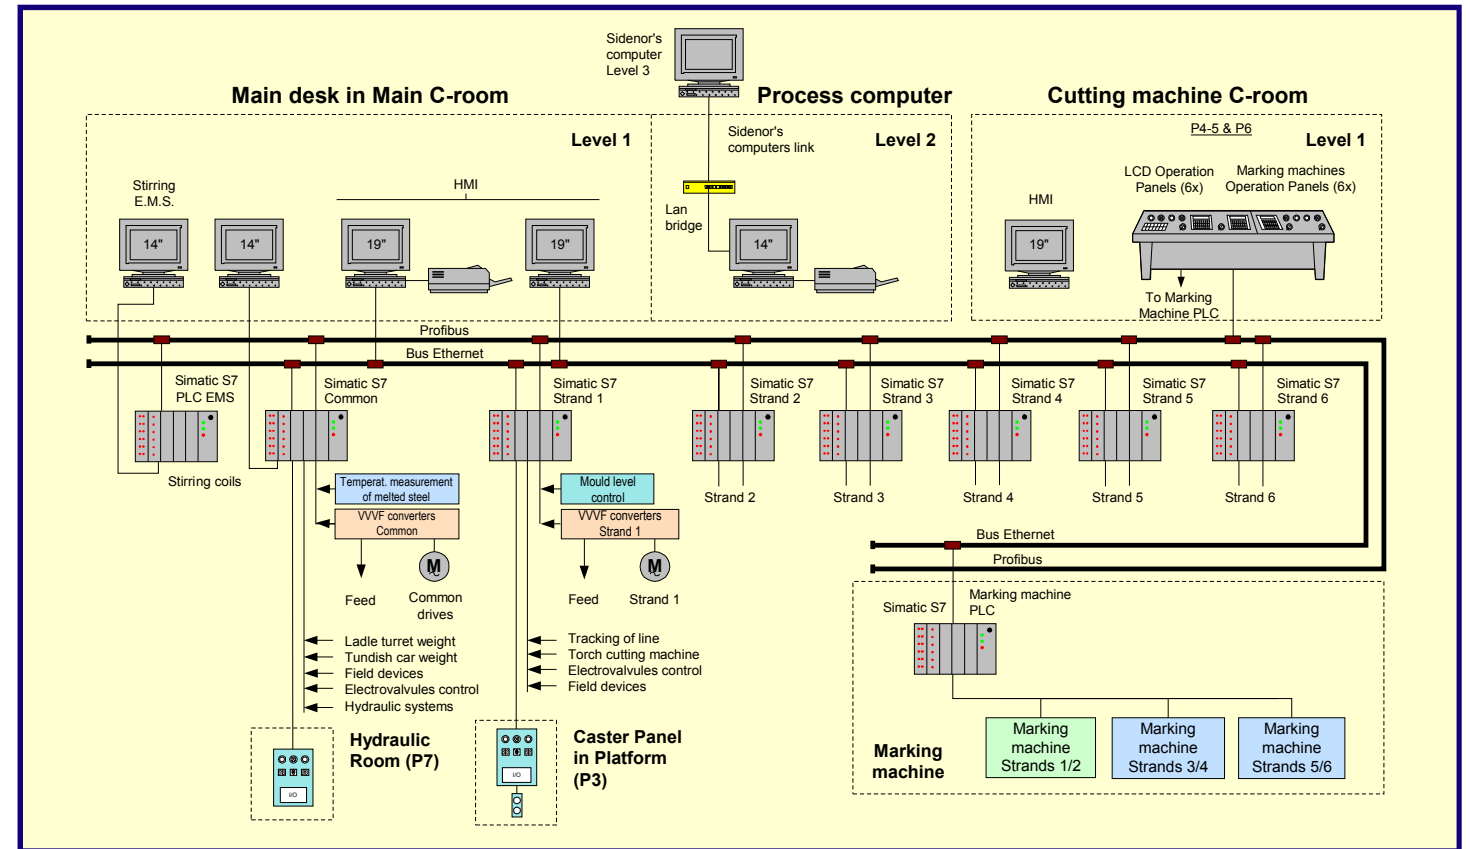 Sidenor's
computer
Level 3
Main desk in Main C-room
Process computer
Cutting machine C-room
Level 1
Stirring
E.M.S.
HMI
14"
14"
19"
19"
Sidenor's
computers link
Level 2
Lan
bridge
14"
P4-5 & P6
Level 1
LCD Operation
Panels (6x)
Marking machines
Operation Panels (6x)
HMI
19"
To Marking
Machine PLC
Profibus
Bus Ethernet
Simatic S7
PLC EMS
Simatic S7
Common
Simatic S7
Strand 1
Simatic S7
Strand 2
Simatic S7
Strand 3
Simatic S7
Strand 4
Simatic S7
Strand 5
Simatic S7
Strand 6
Stirring coils
Temperat. measurement
of melted steel
VVVF converters
Common
M
Feed
Common
drives
Mould level
control
VVVF converters
Strand 1
M
Feed
Strand 1
Strand 2
Strand 3
Strand 4
Strand 5
Strand 6
Bus Ethernet
Profibus
Ladle turret weight
Tundish car weight
Field devices
Electrovalvules control
Hydraulic systems
Tracking of line
Torch cutting machine
Electrovalvules control
Field devices
Hydraulic
Room (P7)
I/O
Caster Panel
in Platform
(P3)
I/O
Simatic S7
Marking machine
PLC
Marking
machine
Marking
machine
Strands 1/2
Marking
machine
Strands 3/4
Marking
machine
Strands 5/6